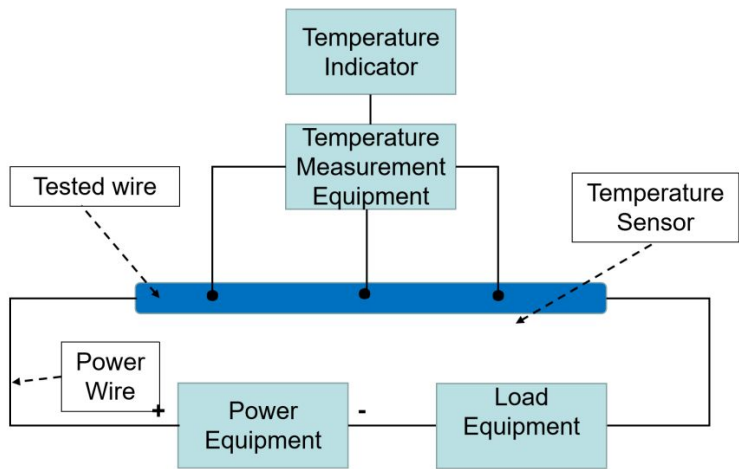 Temperature
Indicator
Temperature
Measurement
Equipment
Tested wire
Temperature
Sensor
Power
Wire
+
Power
Equipment
-
Load
Equipment